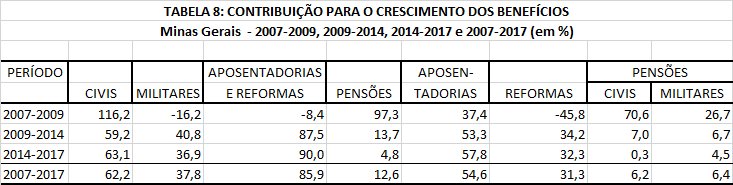 TABELA 8: CONTRIBUIÇÃO PARA O CRESCIMENTO DOS BENEFÍCIOS
Minas Gerais - 2007-2009, 2009-2014, 2014-2017 e 2007-2017 (em %)
PERÍODO APOSENTADORIAS APOSEN- PENSÕES
CIVIS MILITARES E REFORMAS PENSÕES TADORIAS REFORMAS CIVIS MILITARES
2007-2009 116,2 -16,2 -8,4 97,3 37,4 -45,8 70,6 26,7
2009-2014 59,2 40,8 87,5 13,7 53,3 34,2 7,0 6,7
2014-2017 63,1 36,9 90,0 4,8 57,8 32,3 0,3 4,5
2007-2017 62,2 37,8 85,9 12,6 54,6 31,3 6,2 6,4